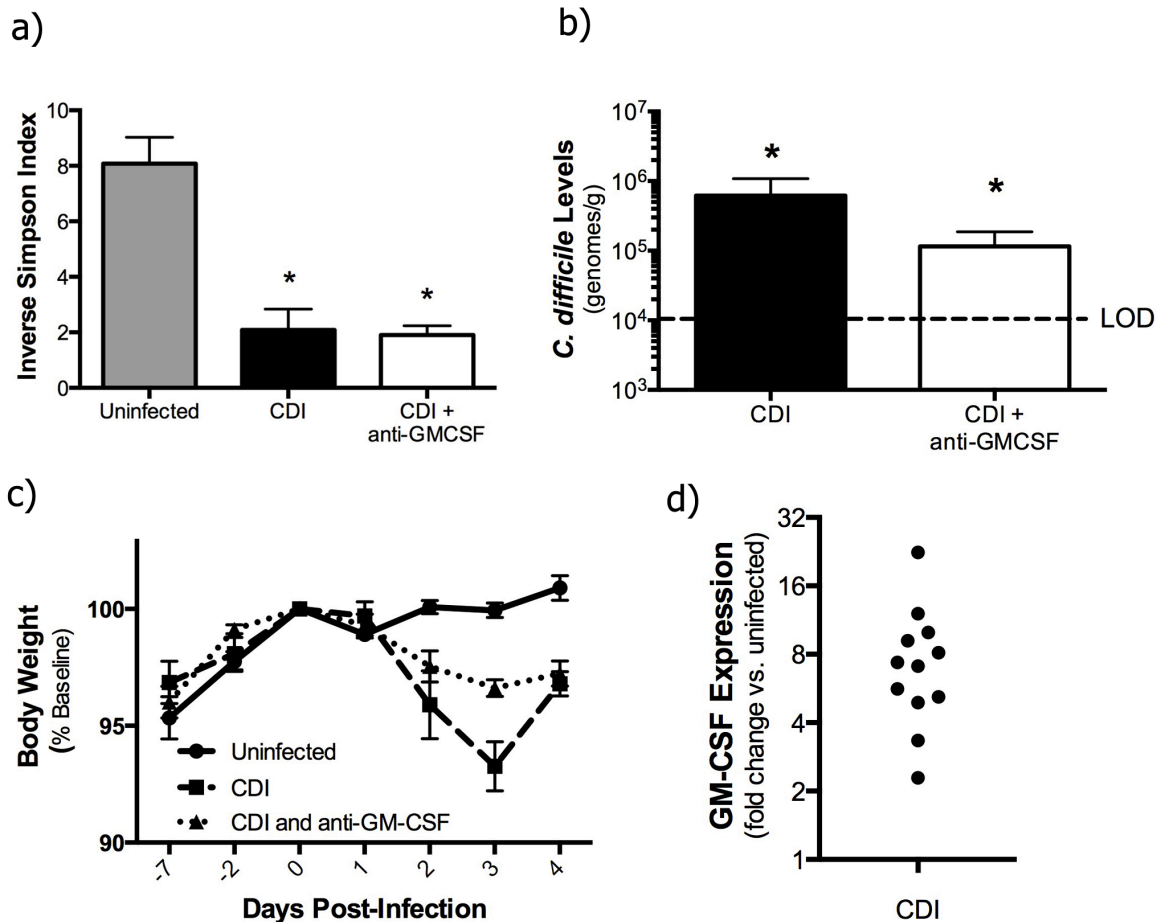 a)
Inverse Simpson Index
10
8
6
4
2
0
*
*
Uninfected
CDI
CDI +
anti-GMCSF
b)
C. difficile Levels
(genomes/g)
10⁷
10⁶
10⁵
10⁴
10³
*
*
LOD
CDI
CDI +
anti-GMCSF
c)
Body Weight
(% Baseline)
100
95
90
Uninfected
CDI
CDI and anti-GM-CSF
-7
-2
0
1
2
3
4
Days Post-Infection
d)
GM-CSF Expression
(fold change vs. uninfected)
32
16
8
4
2
1
CDI